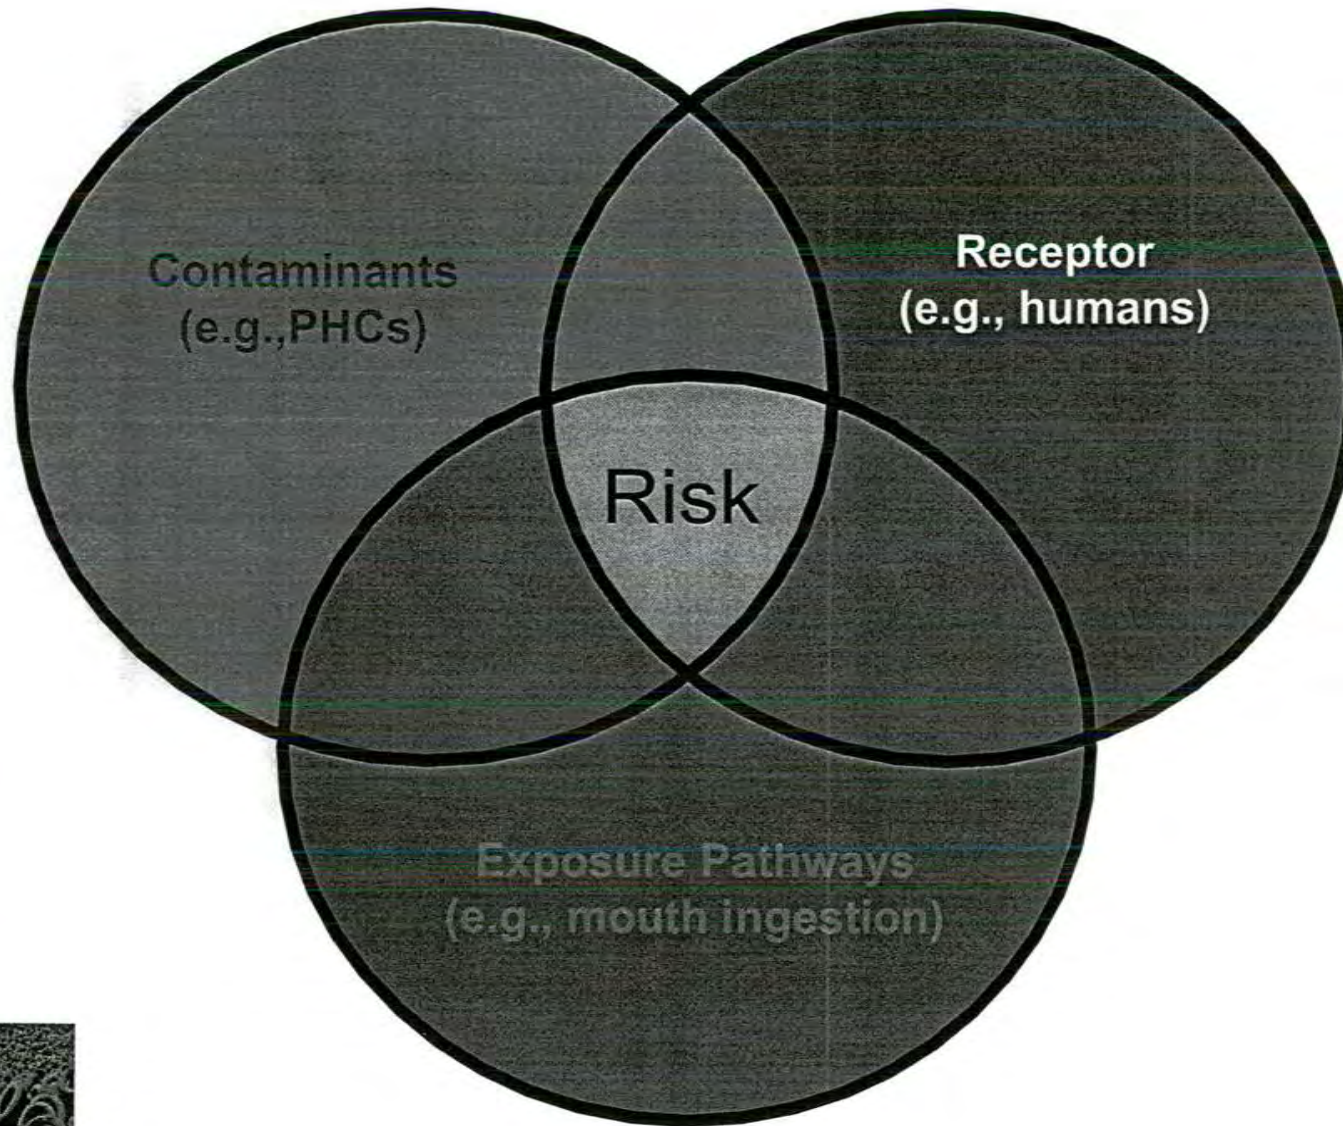 Contaminants
(e.g.,PHCs)
Receptor
(e.g., humans)
Risk
Exposure Pathways
(e.g., mouth ingestion)